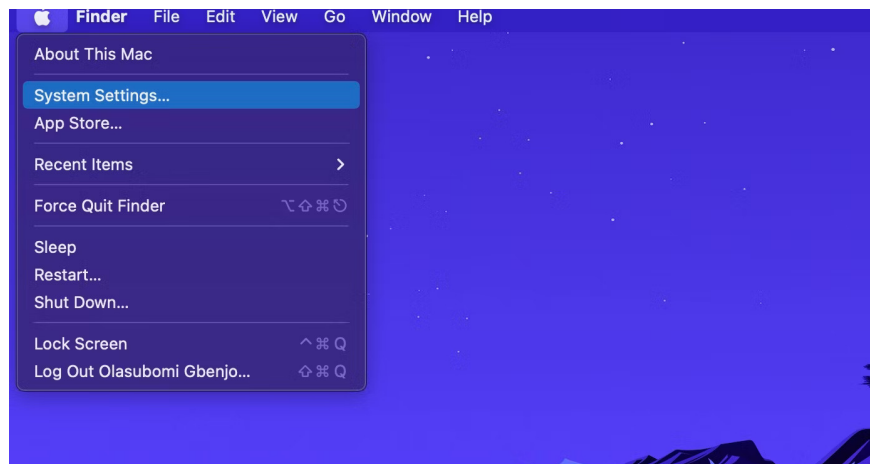 Finder File Edit View Go Window Help
About This Mac
System Settings...
App Store...
Recent Items
Force Quit Finder ⌥⇧⌘⎋
Sleep
Restart...
Shut Down...
Lock Screen ^⌘Q
Log Out Olasubomi Gbenjo... ⇧⌘Q